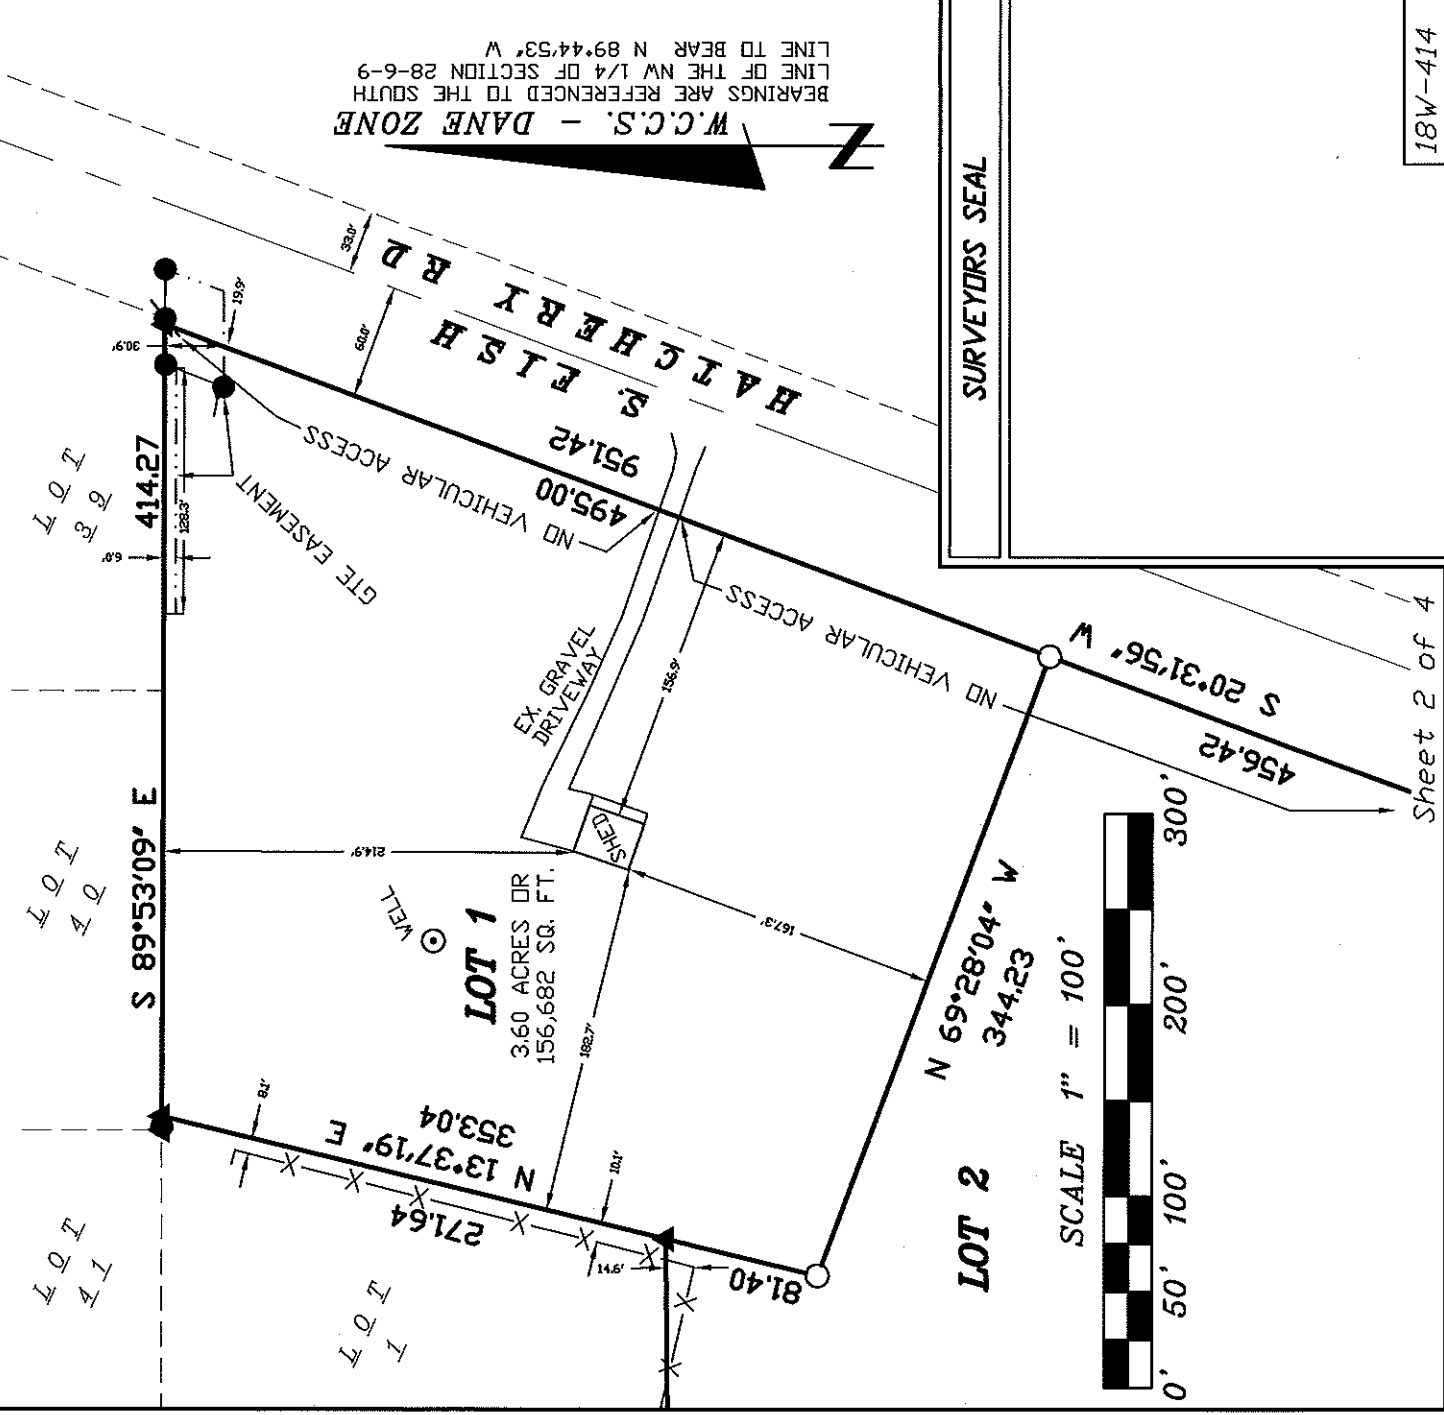 W.C.C.S. - DANE ZONE
BEARINGS ARE REFERENCED TO THE SOUTH
LINE OF THE NW 1/4 OF SECTION 28-6-9
LINE TO BEAR N 89°44'53" W
N
18W-414
SURVEYORS SEAL
S. FISH
HATCHERY RD
33.0'
60.0'
19.9'
30.9'
LOT
39
414.27
128.3'
6.0'
GTE EASEMENT
NO VEHICULAR ACCESS
951.42
495.00
EX. GRAVEL
DRIVEWAY
156.9'
NO VEHICULAR ACCESS
S 20°31'56" W
456.42
Sheet 2 of 4
LOT
40
S 89°53'09" E
214.9'
SHED
WELL
LOT 1
3.60 ACRES OR
156,682 SQ. FT.
167.3'
182.7'
N 69°28'04" W
344.23
LOT
41
8.1'
N 13°37'19" E
353.04
271.64
10.1'
14.6'
81.40
LOT
1
LOT 2
SCALE 1" = 100'
0' 50' 100' 200' 300'